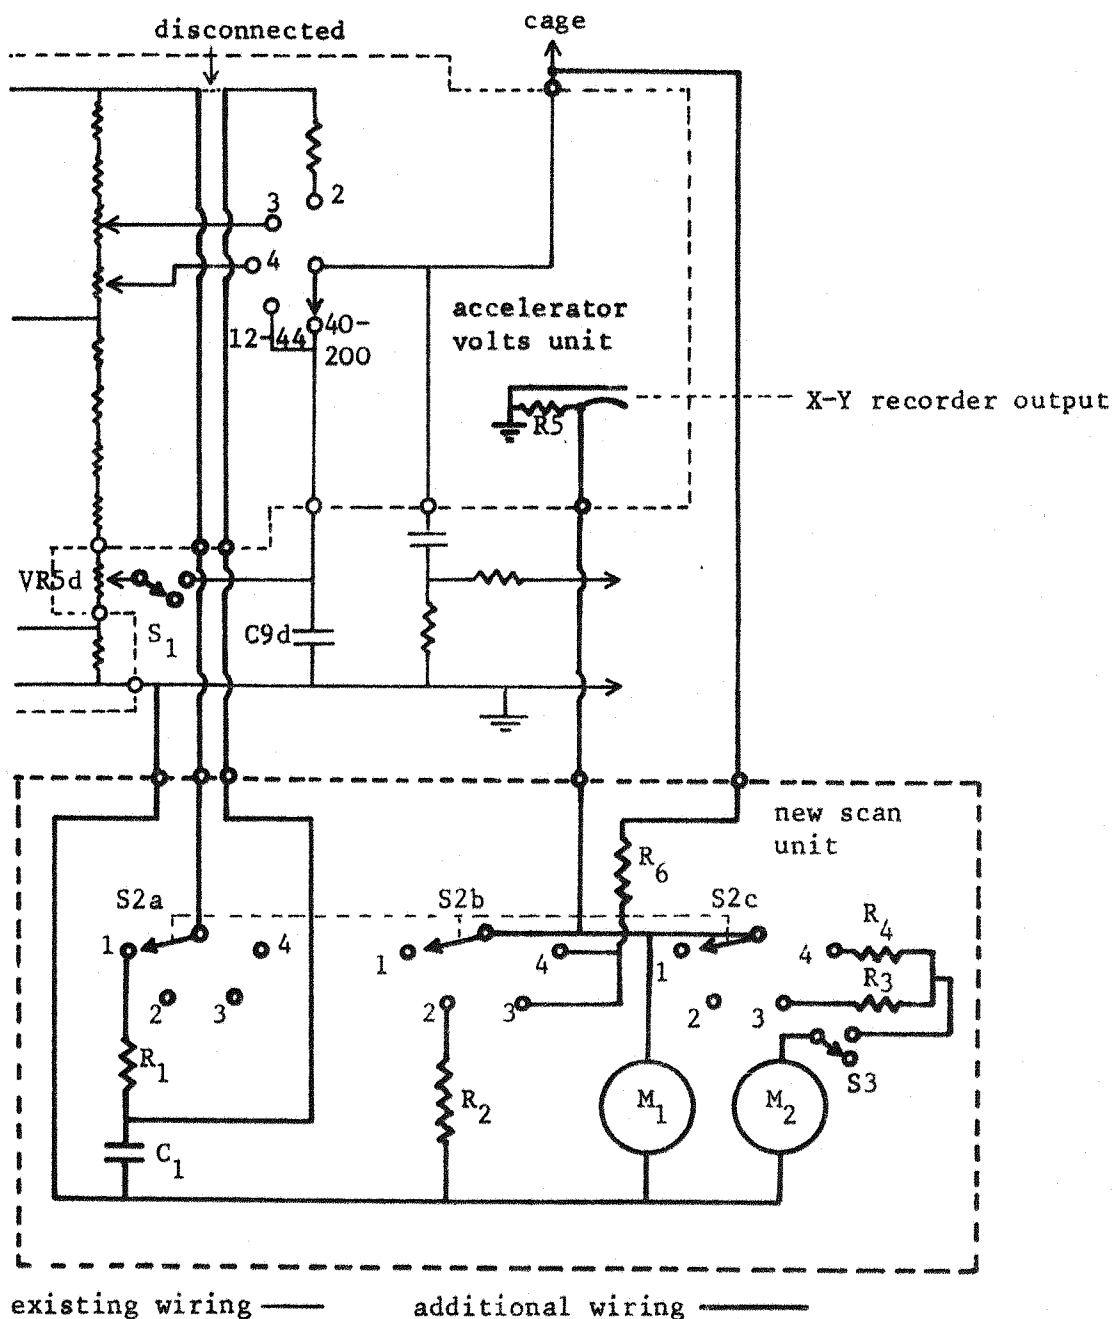 cage
disconnected
2
3
4
accelerator
volts unit
12-44
40-
200
X-Y recorder output
R5
VR5d
S1
C9d
new scan
unit
R6
S2a
S2b
S2c
R4
1
4
1
4
1
4
R3
2
3
2
3
2
3
S3
R1
R2
M1
M2
C1
existing wiring
additional wiring